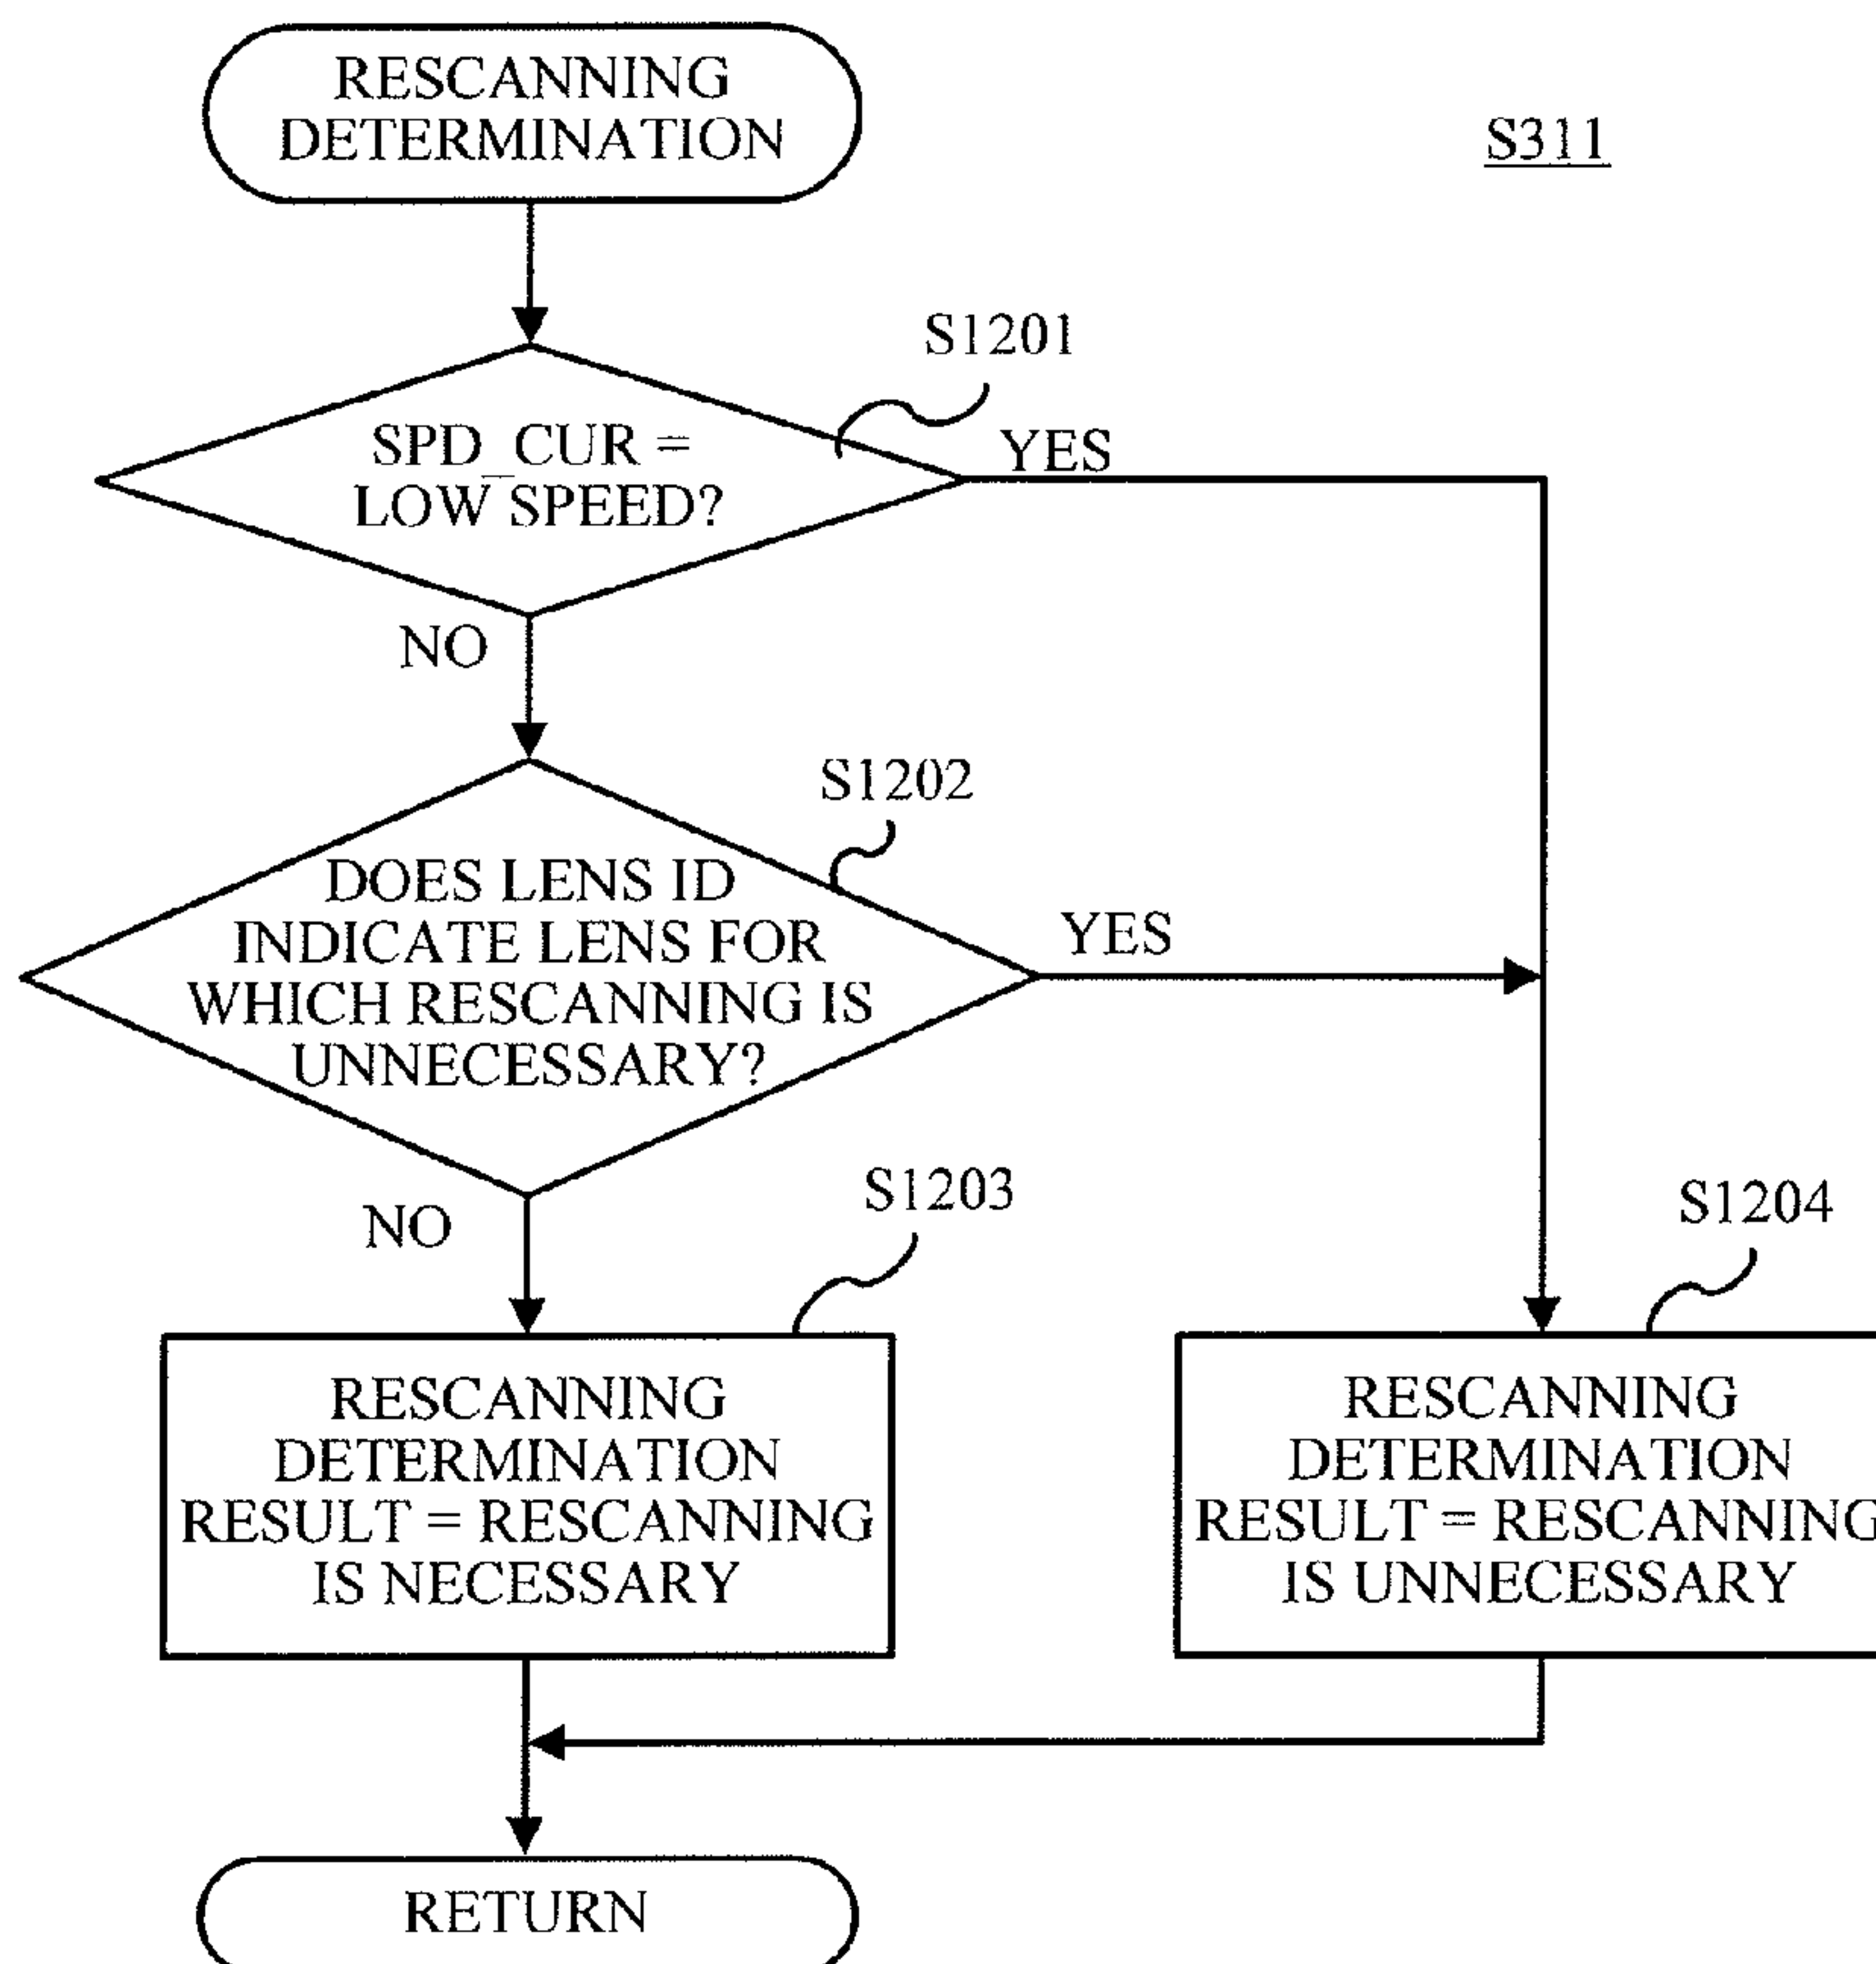 RESCANNING
DETERMINATION
S311
S1201
SPD_CUR =
LOW SPEED?
YES
NO
S1202
DOES LENS ID
INDICATE LENS FOR
WHICH RESCANNING IS
UNNECESSARY?
YES
NO
S1203
RESCANNING
DETERMINATION
RESULT = RESCANNING
IS NECESSARY
S1204
RESCANNING
DETERMINATION
RESULT = RESCANNING
IS UNNECESSARY
RETURN